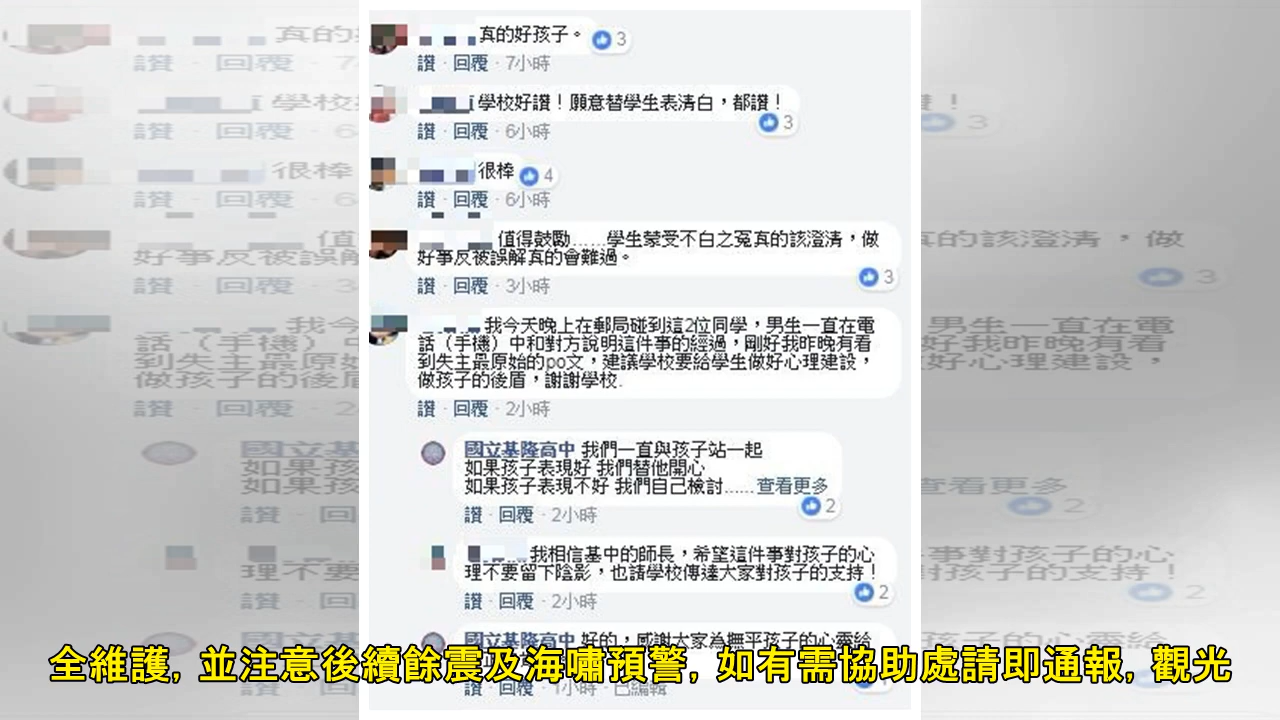 真的好孩子。 3
讚 · 回覆 · 7小時
學校好讚！願意替學生表清白，都讚！ 3
讚 · 回覆 · 6小時
很棒 4
讚 · 回覆 · 6小時
值得鼓勵......學生蒙受不白之冤真的該澄清，做
好事反被誤解真的會難過。 3
讚 · 回覆 · 3小時
我今天晚上在郵局碰到這2位同學，男生一直在電
話（手機）中和對方說明這件事的經過，剛好我昨晚有看
到失主最原始的po文，建議學校要給學生做好心理建設，
做孩子的後盾，謝謝學校.
讚 · 回覆 · 2小時
國立基隆高中 我們一直與孩子站一起
如果孩子表現好 我們替他開心
如果孩子表現不好 我們自己檢討......查看更多 2
讚 · 回覆 · 2小時
我相信基中的師長，希望這件事對孩子的心
理不要留下陰影，也請學校傳達大家對孩子的支持！ 2
讚 · 回覆 · 2小時
國立基隆高中 好的，感謝大家為撫平孩子的心靈給
全維護, 並注意後續餘震及海嘯預警, 如有需協助處請即通報, 觀光
讚 · 回覆 · 1小時 · 已編輯